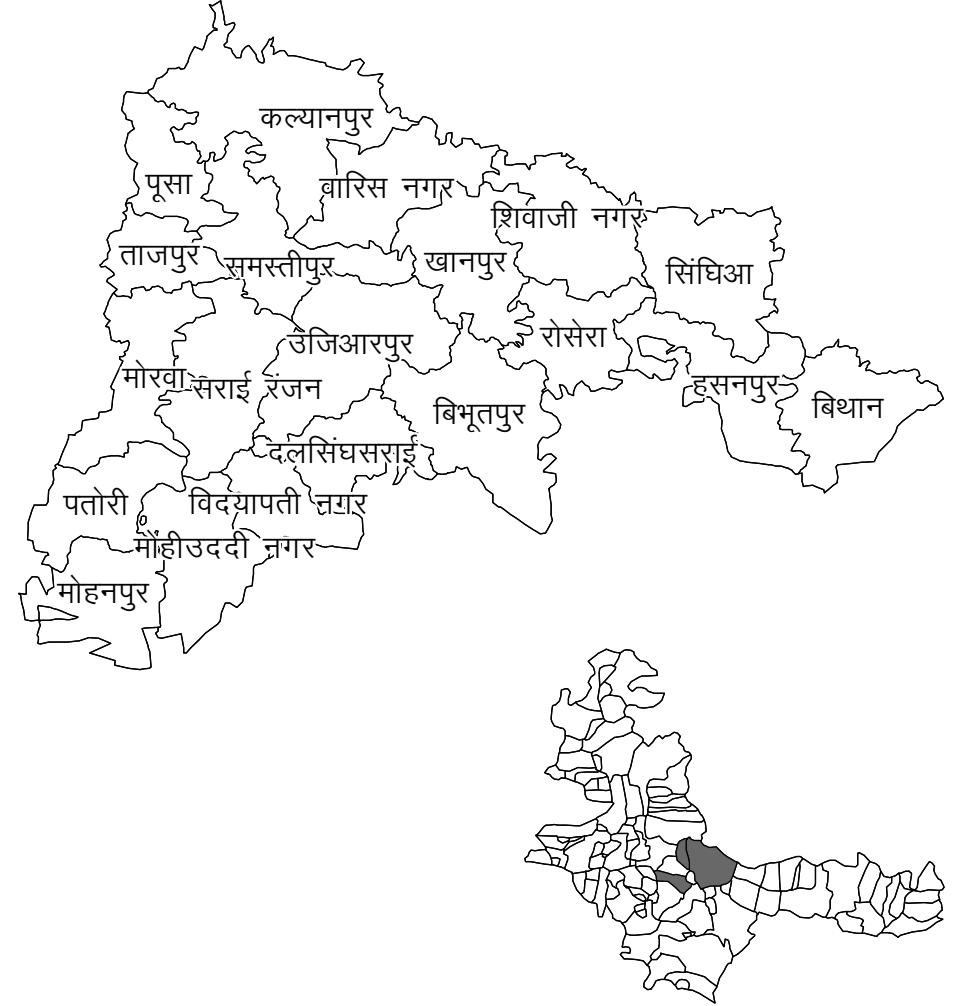 कल्यानपुर
पूसा
वारिस नगर
शिवाजी नगर
ताजपुर
समस्तीपुर
खानपुर
सिंघिआ
उजिआरपुर
रोसेरा
मोरवा
सराई रंजन
हसनपुर
बिभूतपुर
बिथान
दलसिंघसराई
पतोरी
विदयापती नगर
मोंहीउददी नगर
मोहनपुर